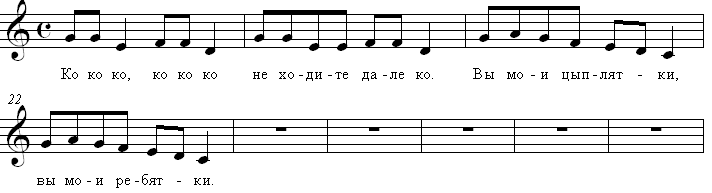 Ко ко ко, ко ко ко не хо-ди-те да-ле ко. Вы мо-и цып-лят - ки,
22
вы мо-и ре-бят - ки.